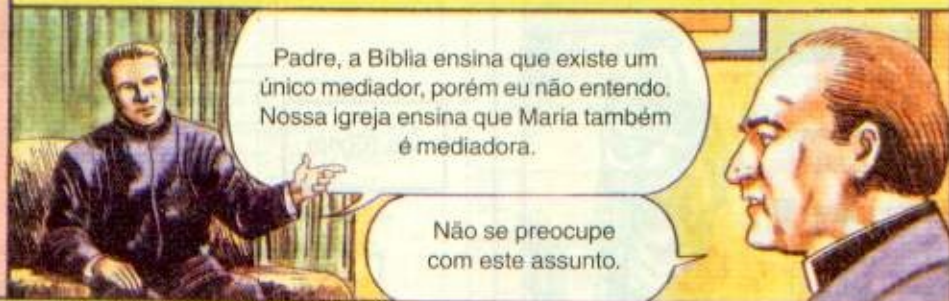 Padre, a Bíblia ensina que existe um
único mediador, porém eu não entendo.
Nossa igreja ensina que Maria também
é mediadora.
Não se preocupe
com este assunto.